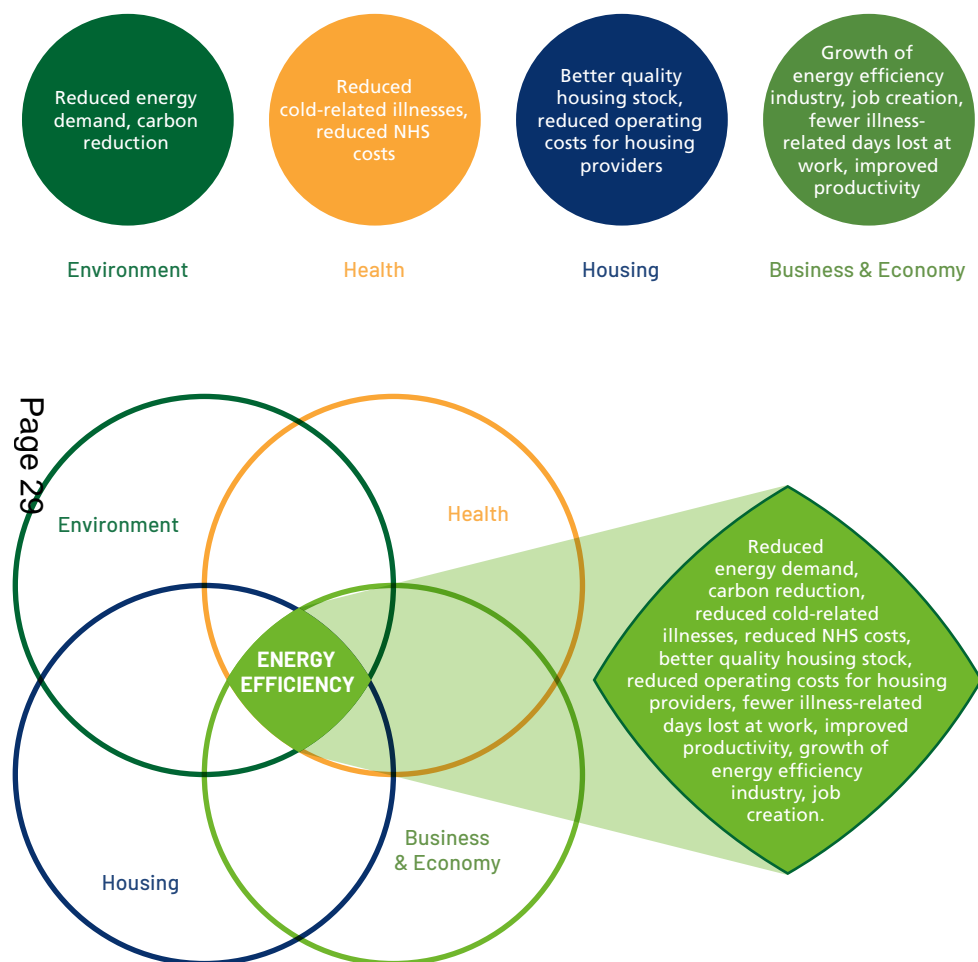 Reduced energy
demand, carbon
reduction
Reduced
cold-related illnesses,
reduced NHS
costs
Better quality
housing stock,
reduced operating
costs for housing
providers
Growth of
energy efficiency
industry, job creation,
fewer illness-
related days lost at
work, improved
productivity
Environment
Health
Housing
Business & Economy
Page 29
Environment
Health
ENERGY
EFFICIENCY
Housing
Business
& Economy
Reduced
energy demand,
carbon reduction,
reduced cold-related
illnesses, reduced NHS costs,
better quality housing stock,
reduced operating costs for housing
providers, fewer illness-related
days lost at work, improved
productivity, growth of
energy efficiency
industry, job
creation.